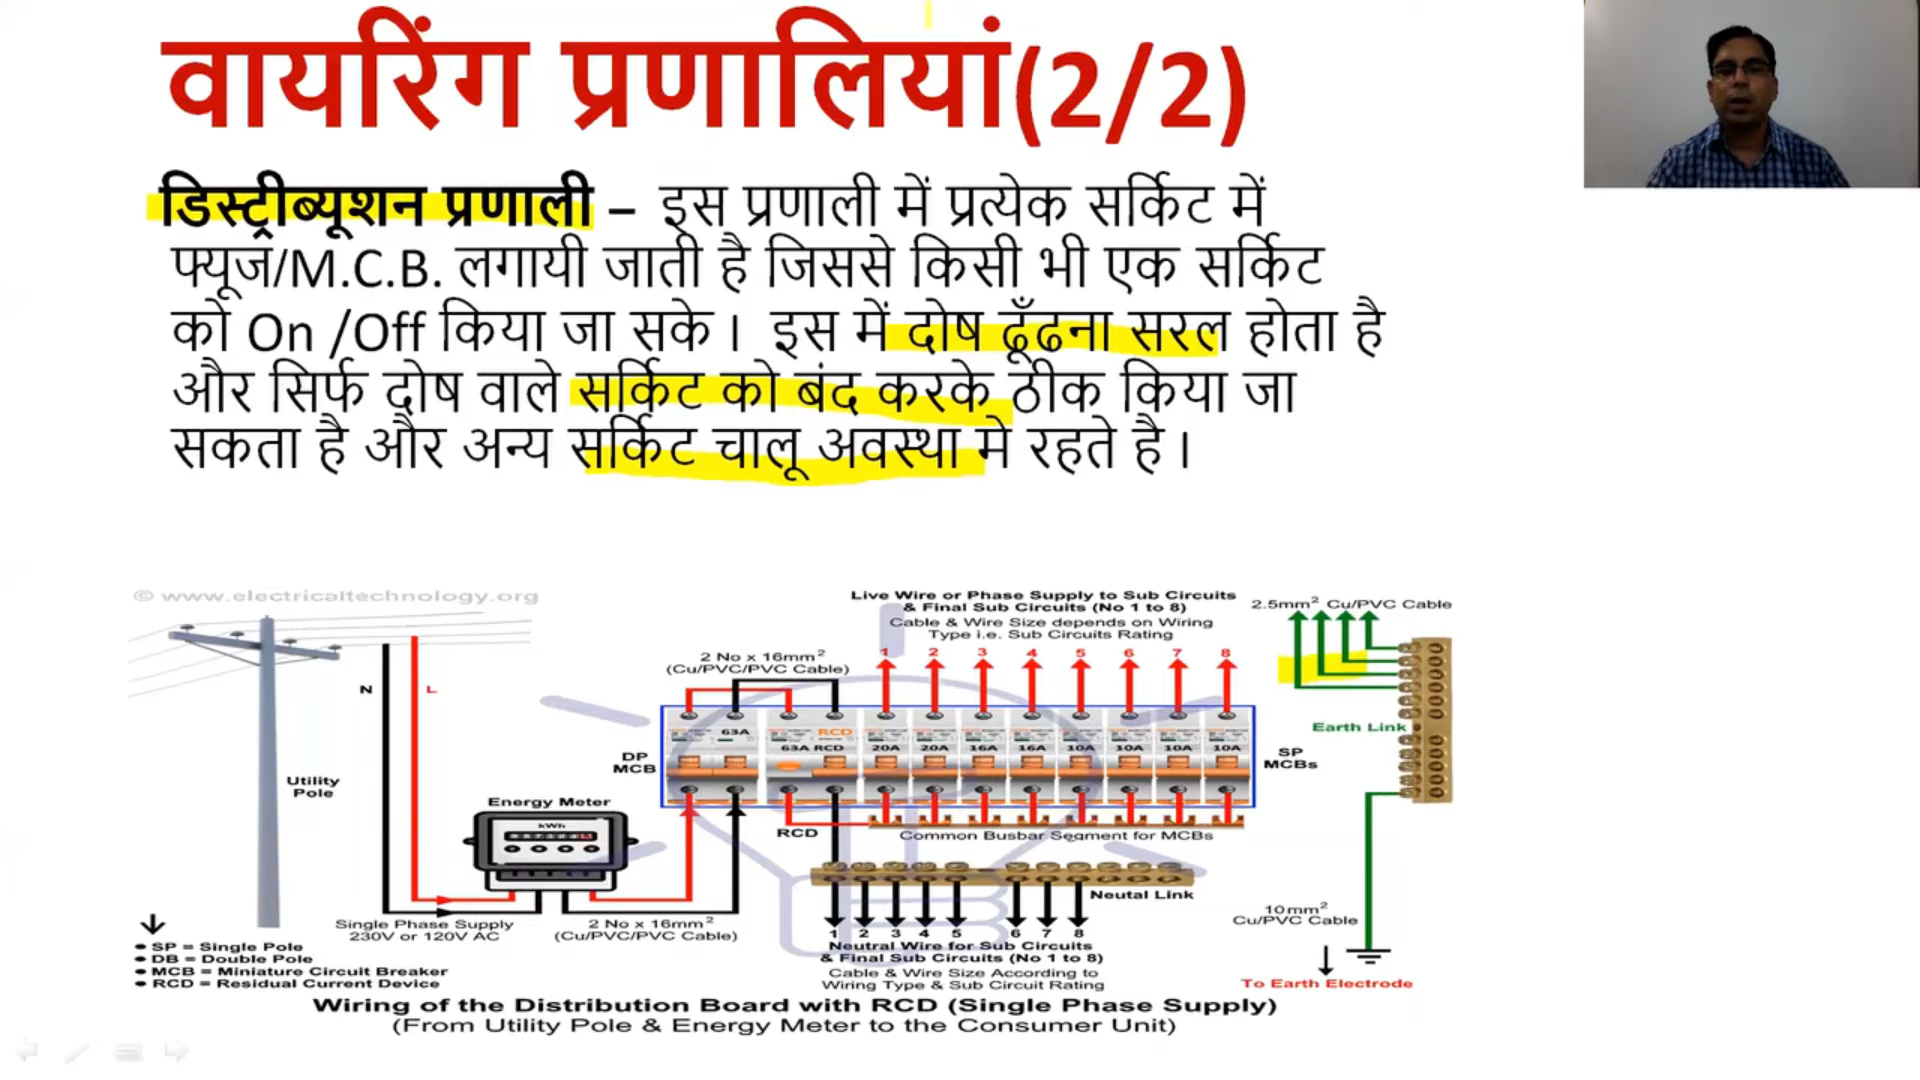 वायरिंग प्रणालियां(2/2)
डिस्ट्रीब्यूशन प्रणाली – इस प्रणाली में प्रत्येक सर्किट में
फ्यूज/M.C.B. लगायी जाती है जिससे किसी भी एक सर्किट
को On /Off किया जा सके। इस में दोष ढूँढना सरल होता है
और सिर्फ दोष वाले सर्किट को बंद करके ठीक किया जा
सकता है और अन्य सर्किट चालू अवस्था मे रहते है।
© www.electricaltechnology.org
Live Wire or Phase Supply to Sub Circuits
& Final Sub Circuits (No 1 to 8)
Cable & Wire Size depends on Wiring
Type i.e. Sub Circuits Rating
2.5mm² Cu/PVC Cable
2 No x 16mm²
(Cu/PVC/PVC Cable)
1 2 3 4 5 6 7 8
N L
63A RCD
63A RCD 20A 20A 16A 16A 10A 10A 10A 10A
DP
MCB
SP
MCBs
Earth Link
Utility
Pole
Energy Meter
kWh
RCD
Common Busbar Segment for MCBs
Neutal Link
Single Phase Supply
230V or 120V AC
2 No x 16mm²
(Cu/PVC/PVC Cable)
1 2 3 4 5 6 7 8
Neutral Wire for Sub Circuits
& Final Sub Circuits (No 1 to 8)
Cable & Wire Size According to
Wiring Type & Sub Circuit Rating
10mm²
Cu/PVC Cable
To Earth Electrode
SP = Single Pole
DB = Double Pole
MCB = Miniature Circuit Breaker
RCD = Residual Current Device
Wiring of the Distribution Board with RCD (Single Phase Supply)
(From Utility Pole & Energy Meter to the Consumer Unit)